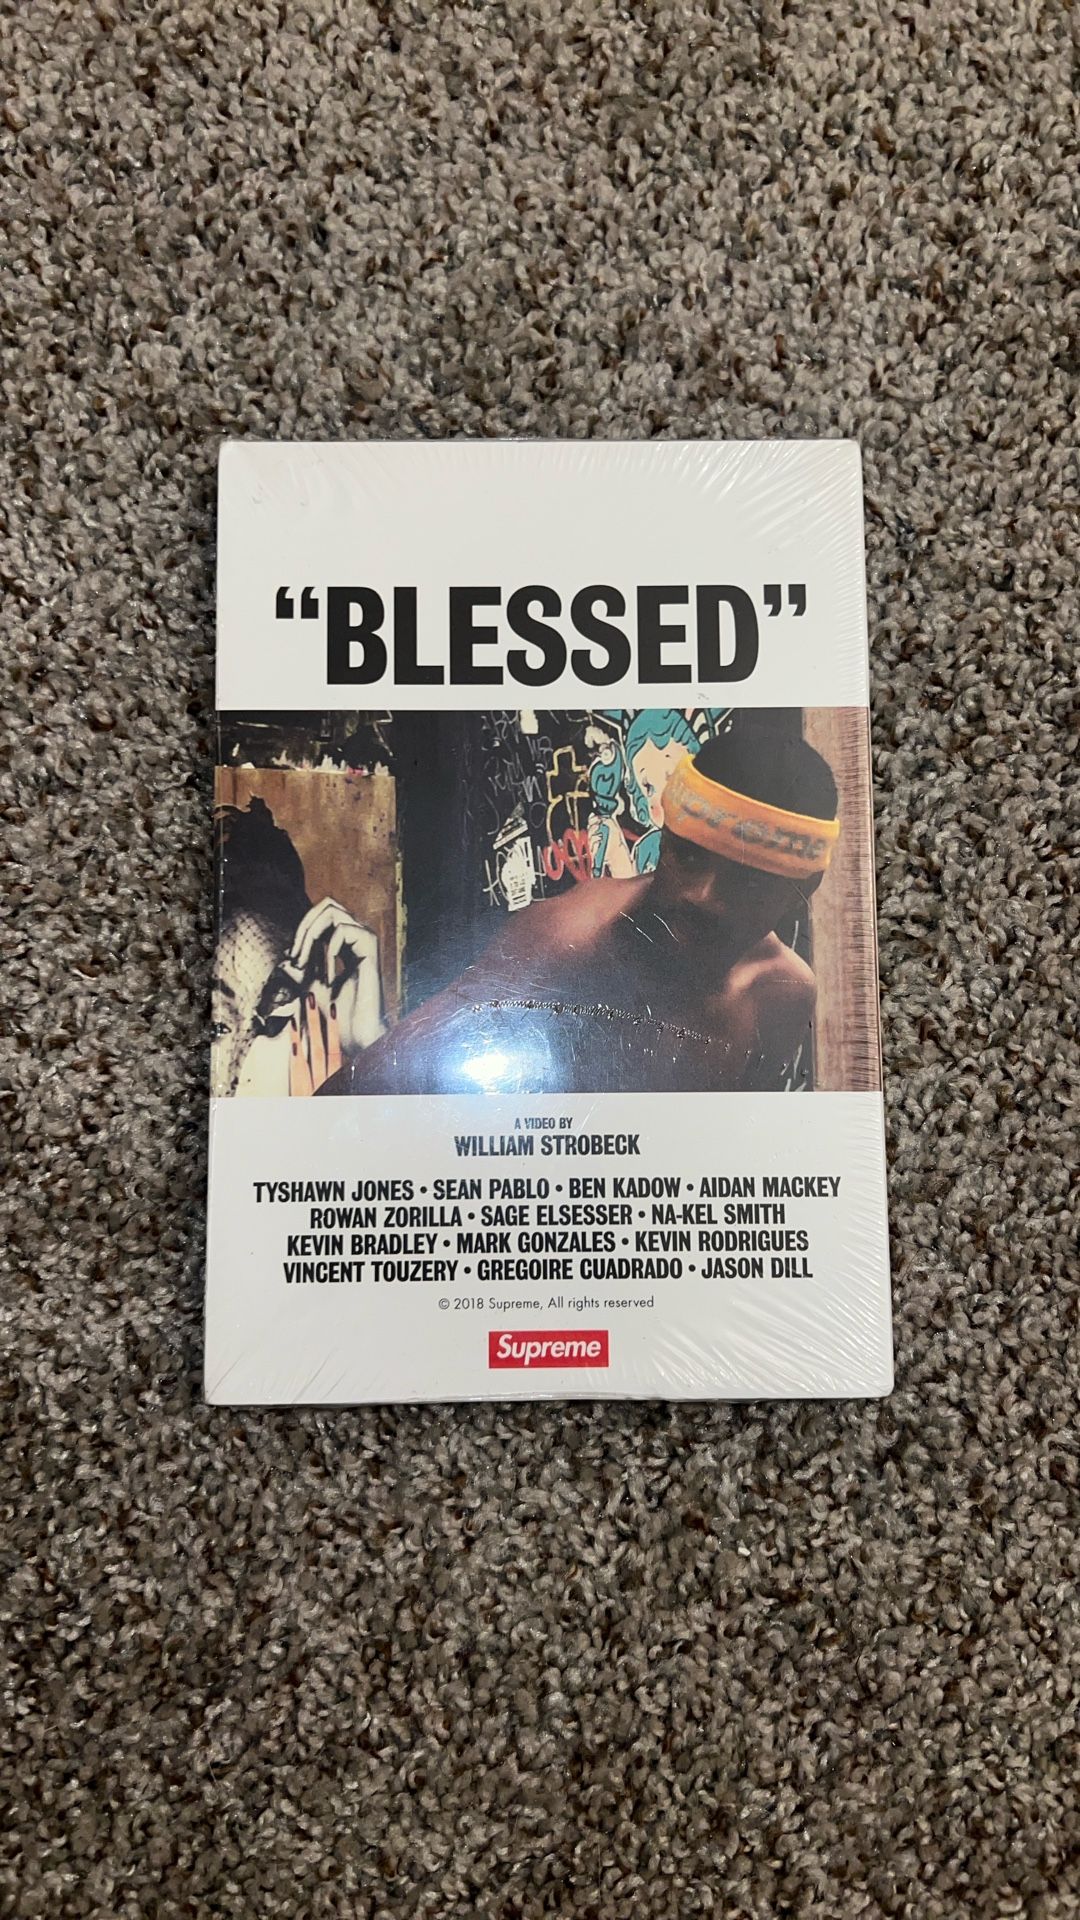 “BLESSED”
Supreme
A VIDEO BY
WILLIAM STROBECK
TYSHAWN JONES • SEAN PABLO • BEN KADOW • AIDAN MACKEY
ROWAN ZORILLA • SAGE ELSESSER • NA-KEL SMITH
KEVIN BRADLEY • MARK GONZALES • KEVIN RODRIGUES
VINCENT TOUZERY • GREGOIRE CUADRADO • JASON DILL
© 2018 Supreme, All rights reserved
Supreme